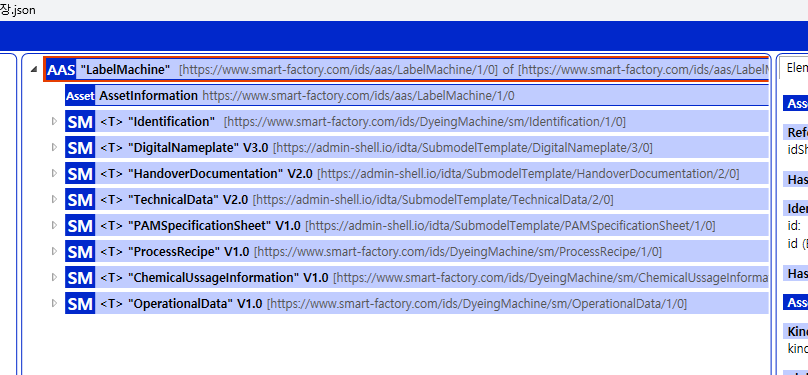 장.json
AAS "LabelMachine" [https://www.smart-factory.com/ids/aas/LabelMachine/1/0] of [https://www.smart-factory.com/ids/aas/LabelM
Asset AssetInformation https://www.smart-factory.com/ids/aas/LabelMachine/1/0
SM <T> "Identification" [https://www.smart-factory.com/ids/DyeingMachine/sm/Identification/1/0]
SM <T> "DigitalNameplate" V3.0 [https://admin-shell.io/idta/SubmodelTemplate/DigitalNameplate/3/0]
SM <T> "HandoverDocumentation" V2.0 [https://admin-shell.io/idta/SubmodelTemplate/HandoverDocumentation/2/0]
SM <T> "TechnicalData" V2.0 [https://admin-shell.io/idta/SubmodelTemplate/TechnicalData/2/0]
SM <T> "PAMSpecificationSheet" V1.0 [https://admin-shell.io/idta/SubmodelTemplate/PAMSpecificationSheet/1/0]
SM <T> "ProcessRecipe" V1.0 [https://www.smart-factory.com/ids/DyeingMachine/sm/ProcessRecipe/1/0]
SM <T> "ChemicalUssageInformation" V1.0 [https://www.smart-factory.com/ids/DyeingMachine/sm/ChemicalUssageInforma
SM <T> "OperationalData" V1.0 [https://www.smart-factory.com/ids/DyeingMachine/sm/OperationalData/1/0]
Elem
Asse
Refe
idSh
Has
Iden
id:
id (B
Has
Asse
Kind
kind